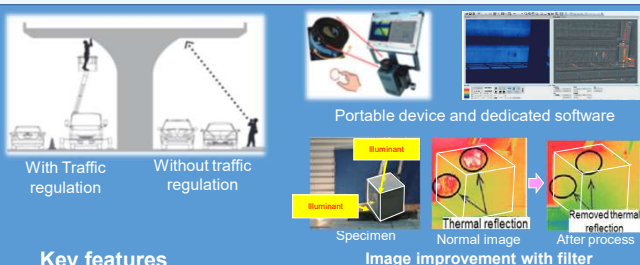 With Traffic
regulation
Without traffic
regulation
Portable device and dedicated software
Illuminant
Illuminant
Specimen
Thermal reflection
Normal image
Removed thermal
reflection
After process
Key features
Image improvement with filter